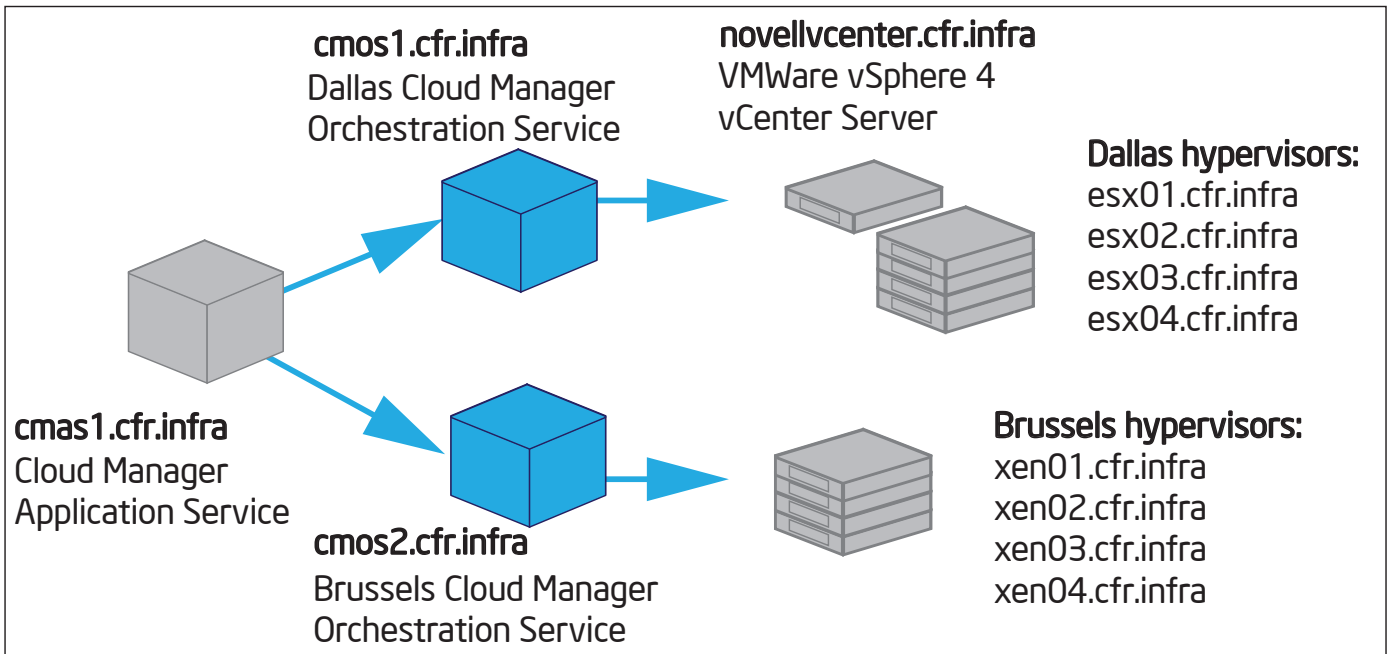 cmos1.cfr.infra
Dallas Cloud Manager
Orchestration Service
novellvcenter.cfr.infra
VMWare vSphere 4
vCenter Server
Dallas hypervisors:
esx01.cfr.infra
esx02.cfr.infra
esx03.cfr.infra
esx04.cfr.infra
cmas1.cfr.infra
Cloud Manager
Application Service
cmos2.cfr.infra
Brussels Cloud Manager
Orchestration Service
Brussels hypervisors:
xen01.cfr.infra
xen02.cfr.infra
xen03.cfr.infra
xen04.cfr.infra